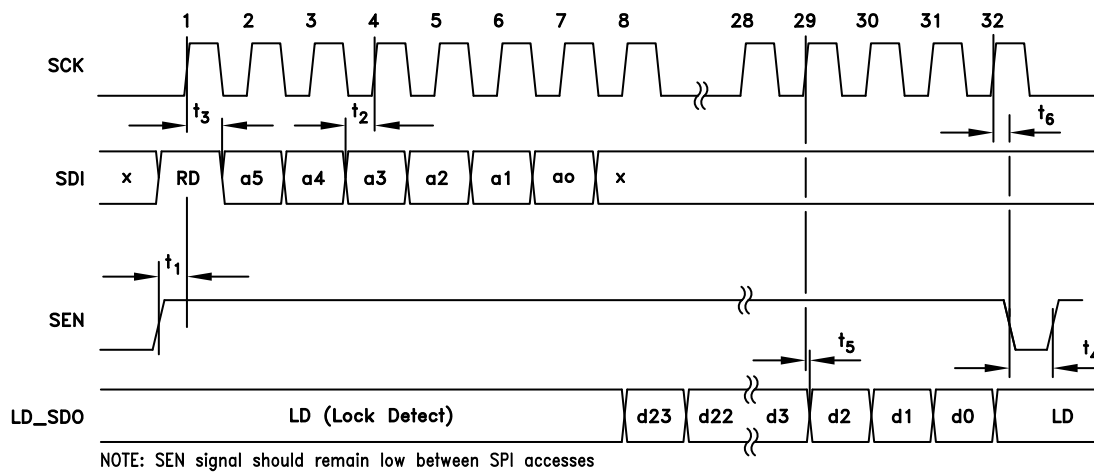 1 2 3 4 5 6 7 8 28 29 30 31 32
SCK
t3 t2 t6
SDI x RD a5 a4 a3 a2 a1 ao x
t1
SEN
t5 t4
LD_SDO LD (Lock Detect) d23 d22 d3 d2 d1 d0 LD
NOTE: SEN signal should remain low between SPI accesses